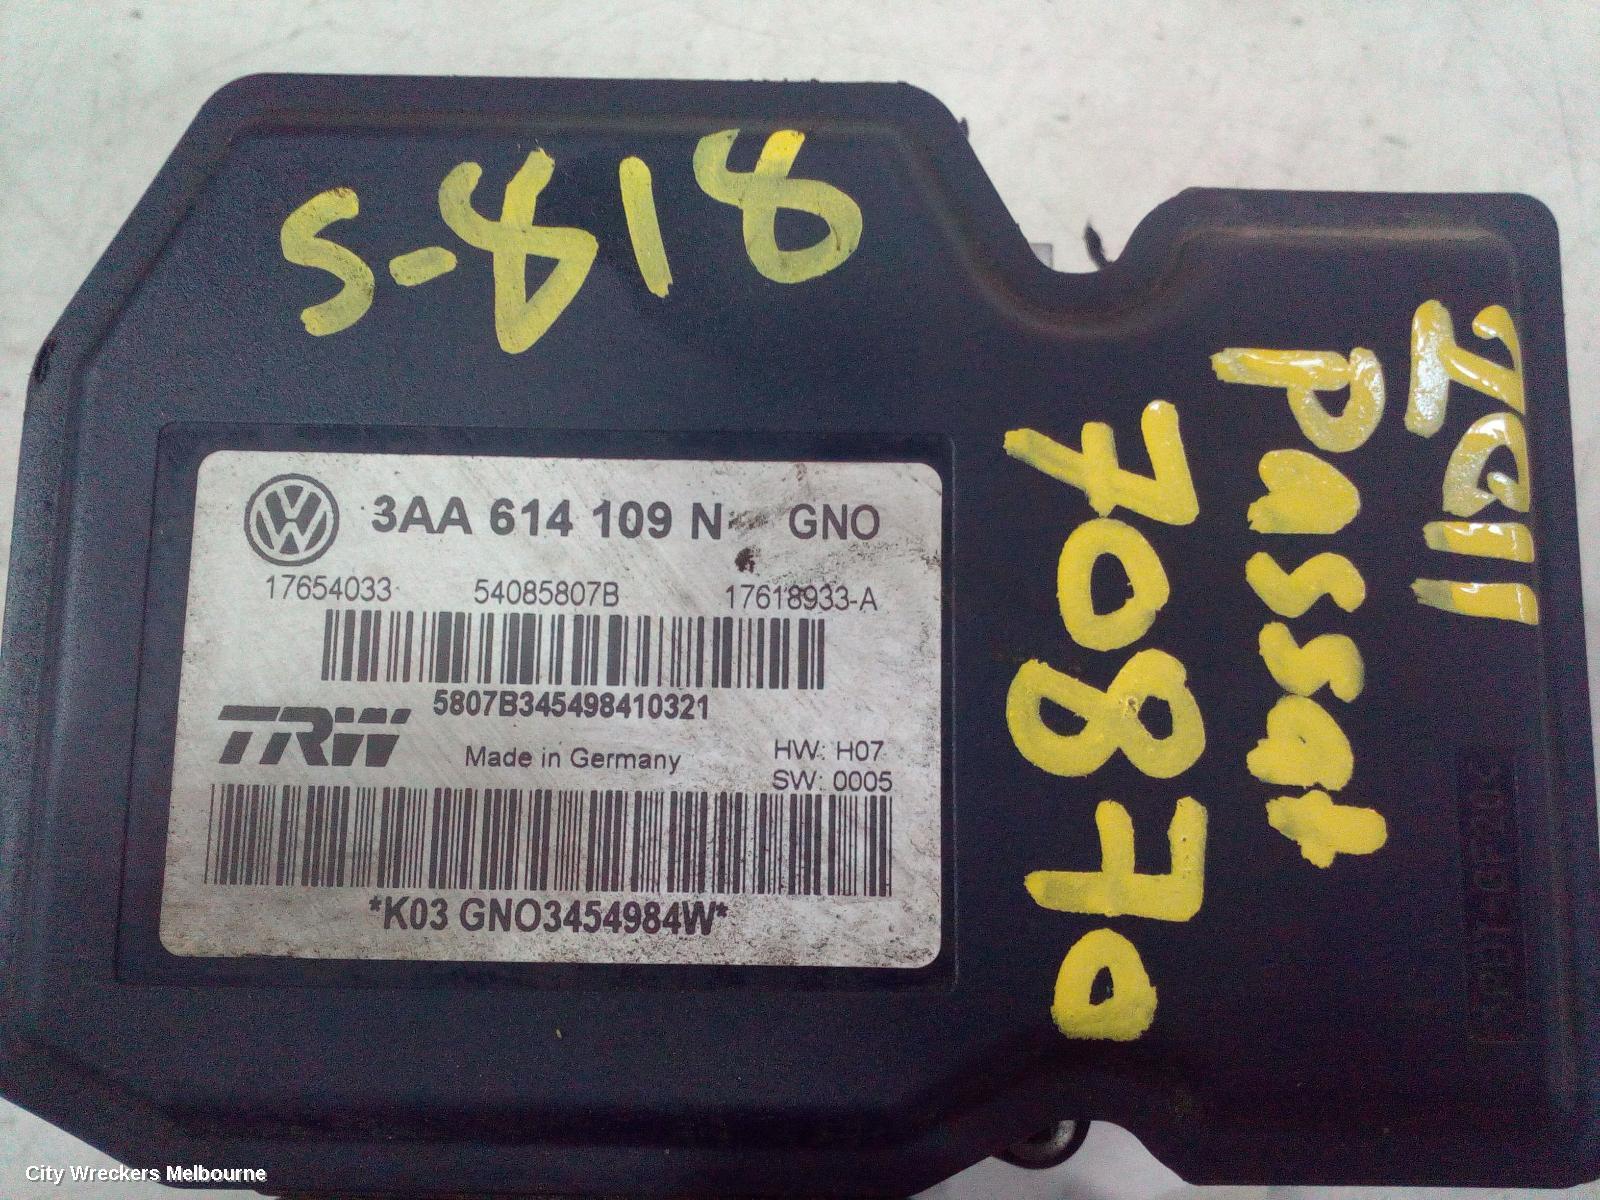 S-818
3AA 614 109 N GNO
17654033 54085807B 17618933-A
5807B345498410321
TRW
Made in Germany
HW: H07
SW: 0005
*K03 GNO3454984W*
70870
Passat
City Wreckers Melbourne